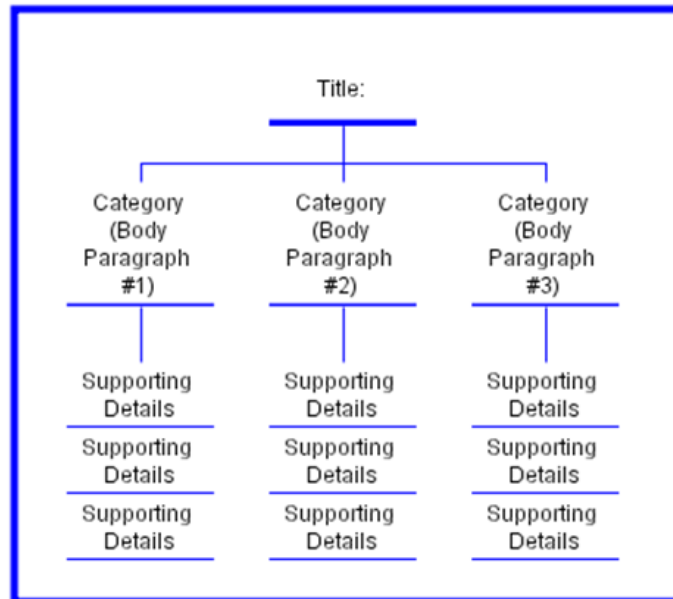 Title:
Category
(Body
Paragraph
#1)
Category
(Body
Paragraph
#2)
Category
(Body
Paragraph
#3)
Supporting
Details
Supporting
Details
Supporting
Details
Supporting
Details
Supporting
Details
Supporting
Details
Supporting
Details
Supporting
Details
Supporting
Details